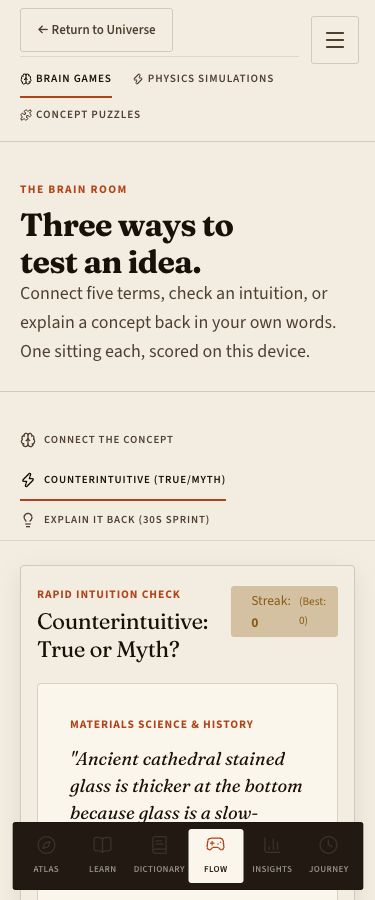 ← Return to Universe
BRAIN GAMES
PHYSICS SIMULATIONS
CONCEPT PUZZLES
THE BRAIN ROOM
Three ways to
test an idea.
Connect five terms, check an intuition, or
explain a concept back in your own words.
One sitting each, scored on this device.
CONNECT THE CONCEPT
COUNTERINTUITIVE (TRUE/MYTH)
EXPLAIN IT BACK (30S SPRINT)
RAPID INTUITION CHECK
Counterintuitive:
True or Myth?
Streak:
0
(Best:
0)
MATERIALS SCIENCE & HISTORY
"Ancient cathedral stained
glass is thicker at the bottom
because glass is a slow-
ATLAS
LEARN
DICTIONARY
FLOW
INSIGHTS
JOURNEY